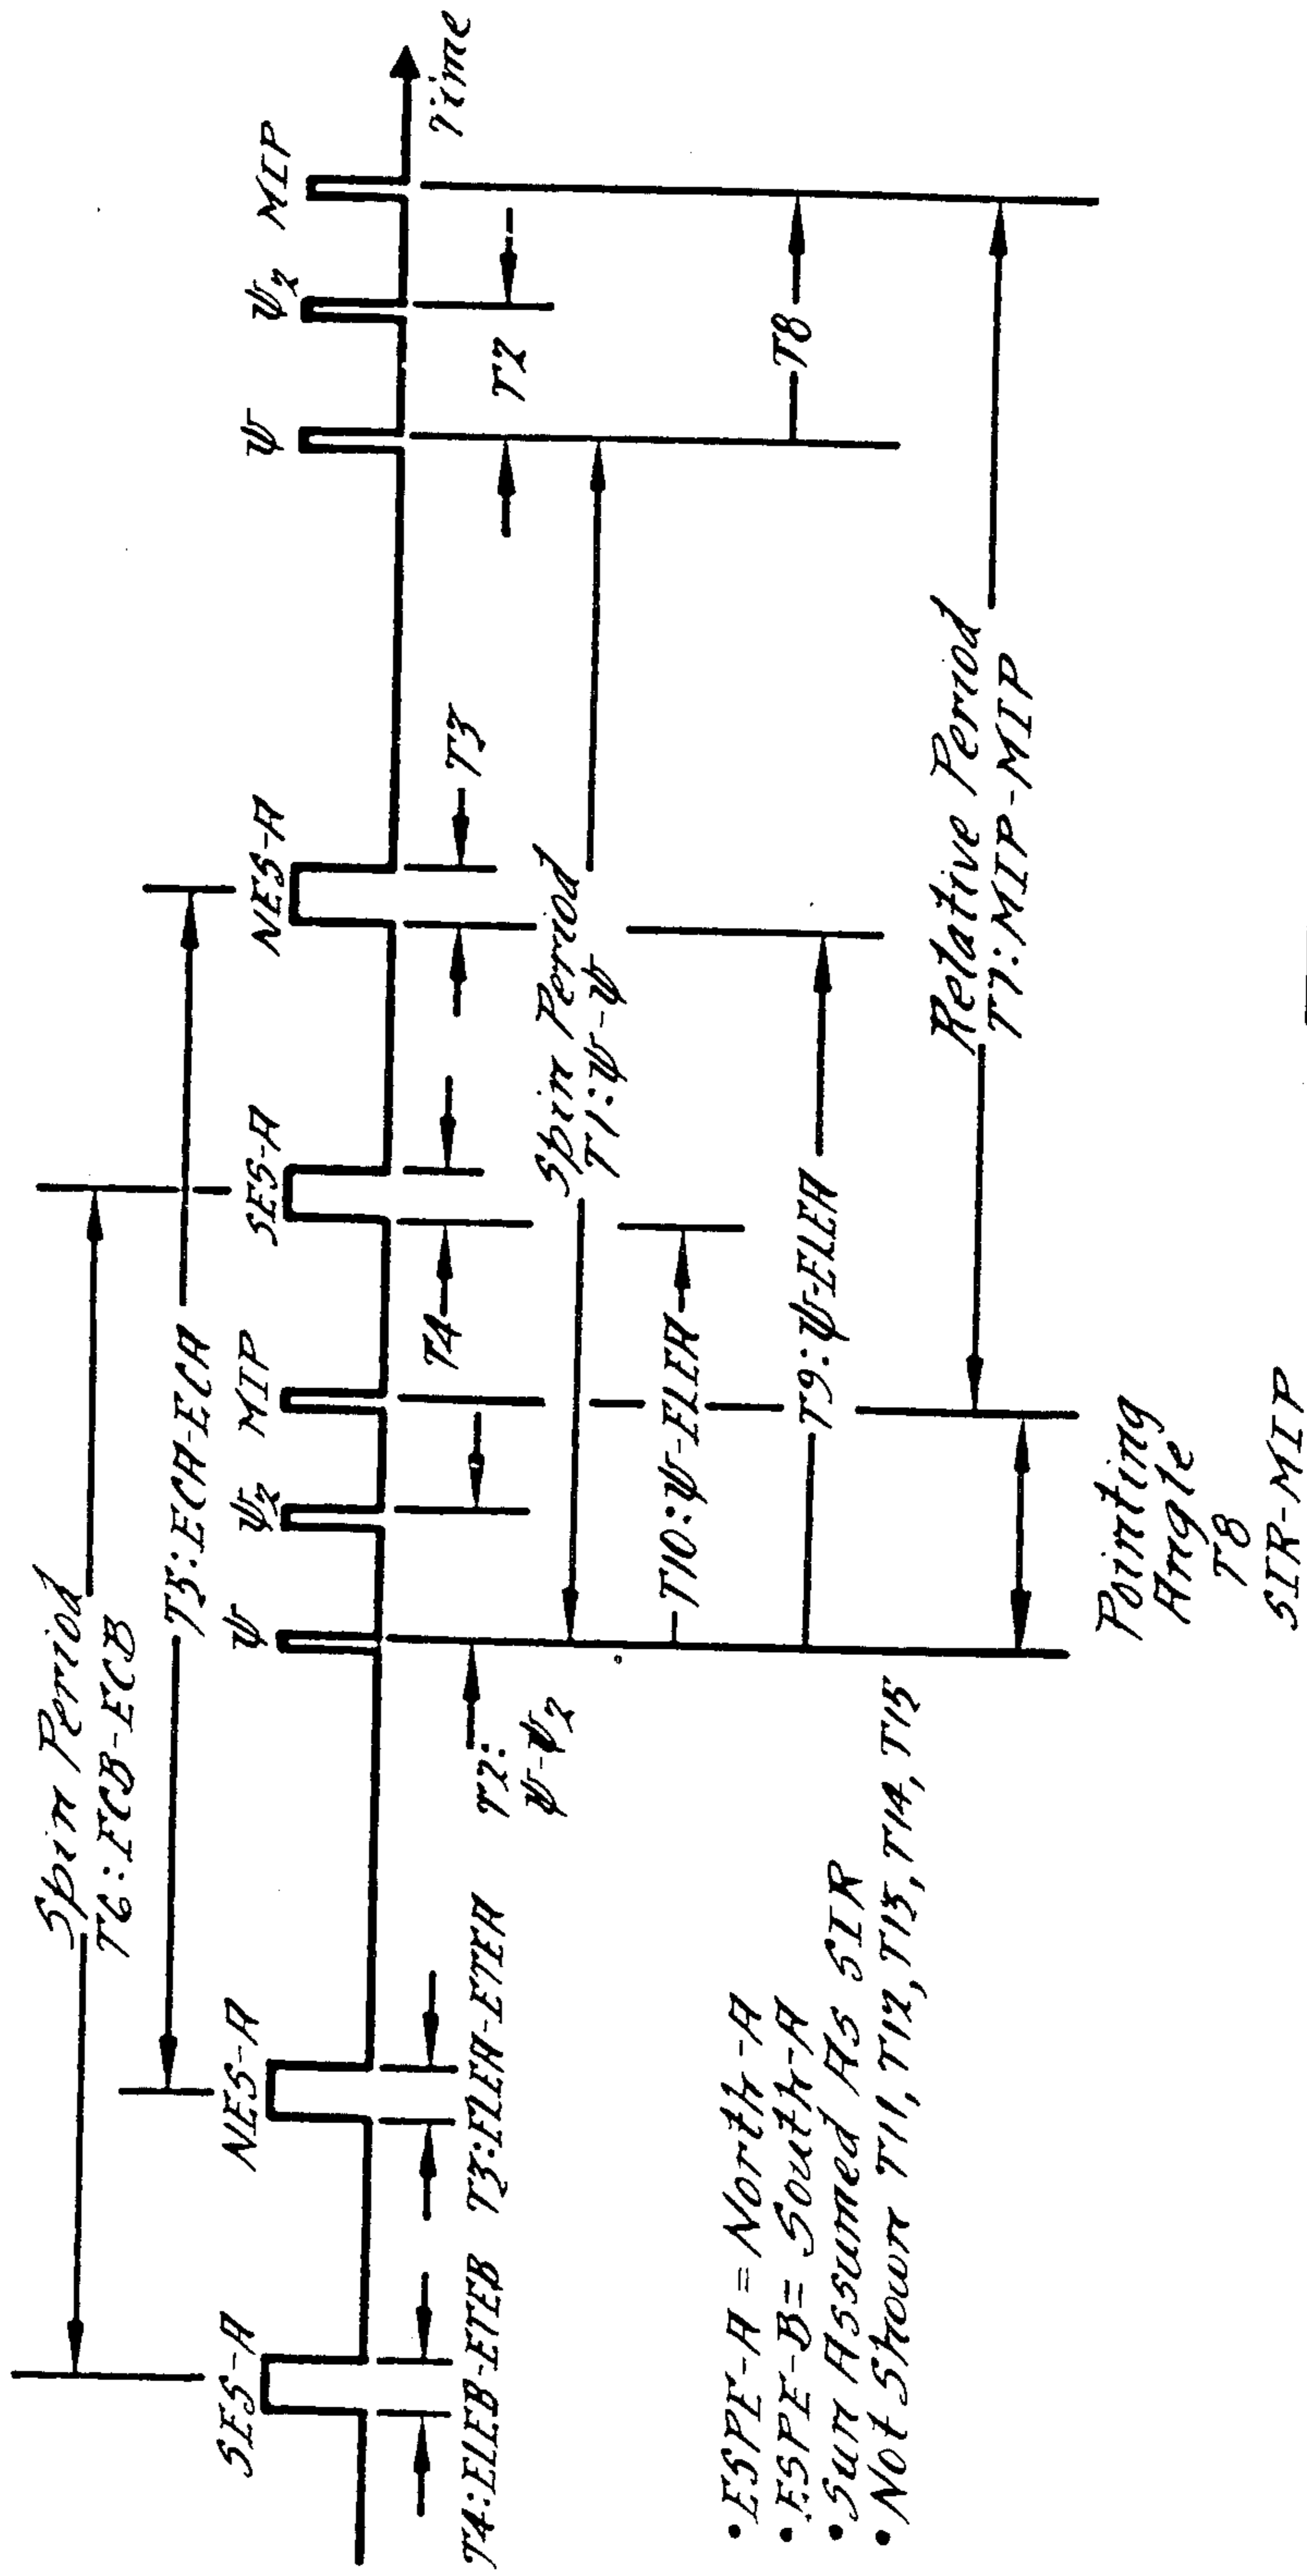 Spin Period
T6:ECB-ECB
T5:ECA-ECA
SES-A
NES-A
ψ
ψ2
MIP
SES-A
NES-A
ψ
ψ2
MIP
Time
T4:ELEB-ETEB
T3:ELEA-ETEA
T2:
ψ-ψ2
T4
T3
T2
Spin Period
T1:ψ-ψ
T10:ψ-ELEA
T9:ψ-ELEA
T8
Relative Period
T7:MIP-MIP
Pointing
Angle
T8
SIR-MIP
• ESPE-A = North-A
• ESPE-B = South-A
• Sun Assumed As SIR
• Not Shown T11, T12, T13, T14, T15